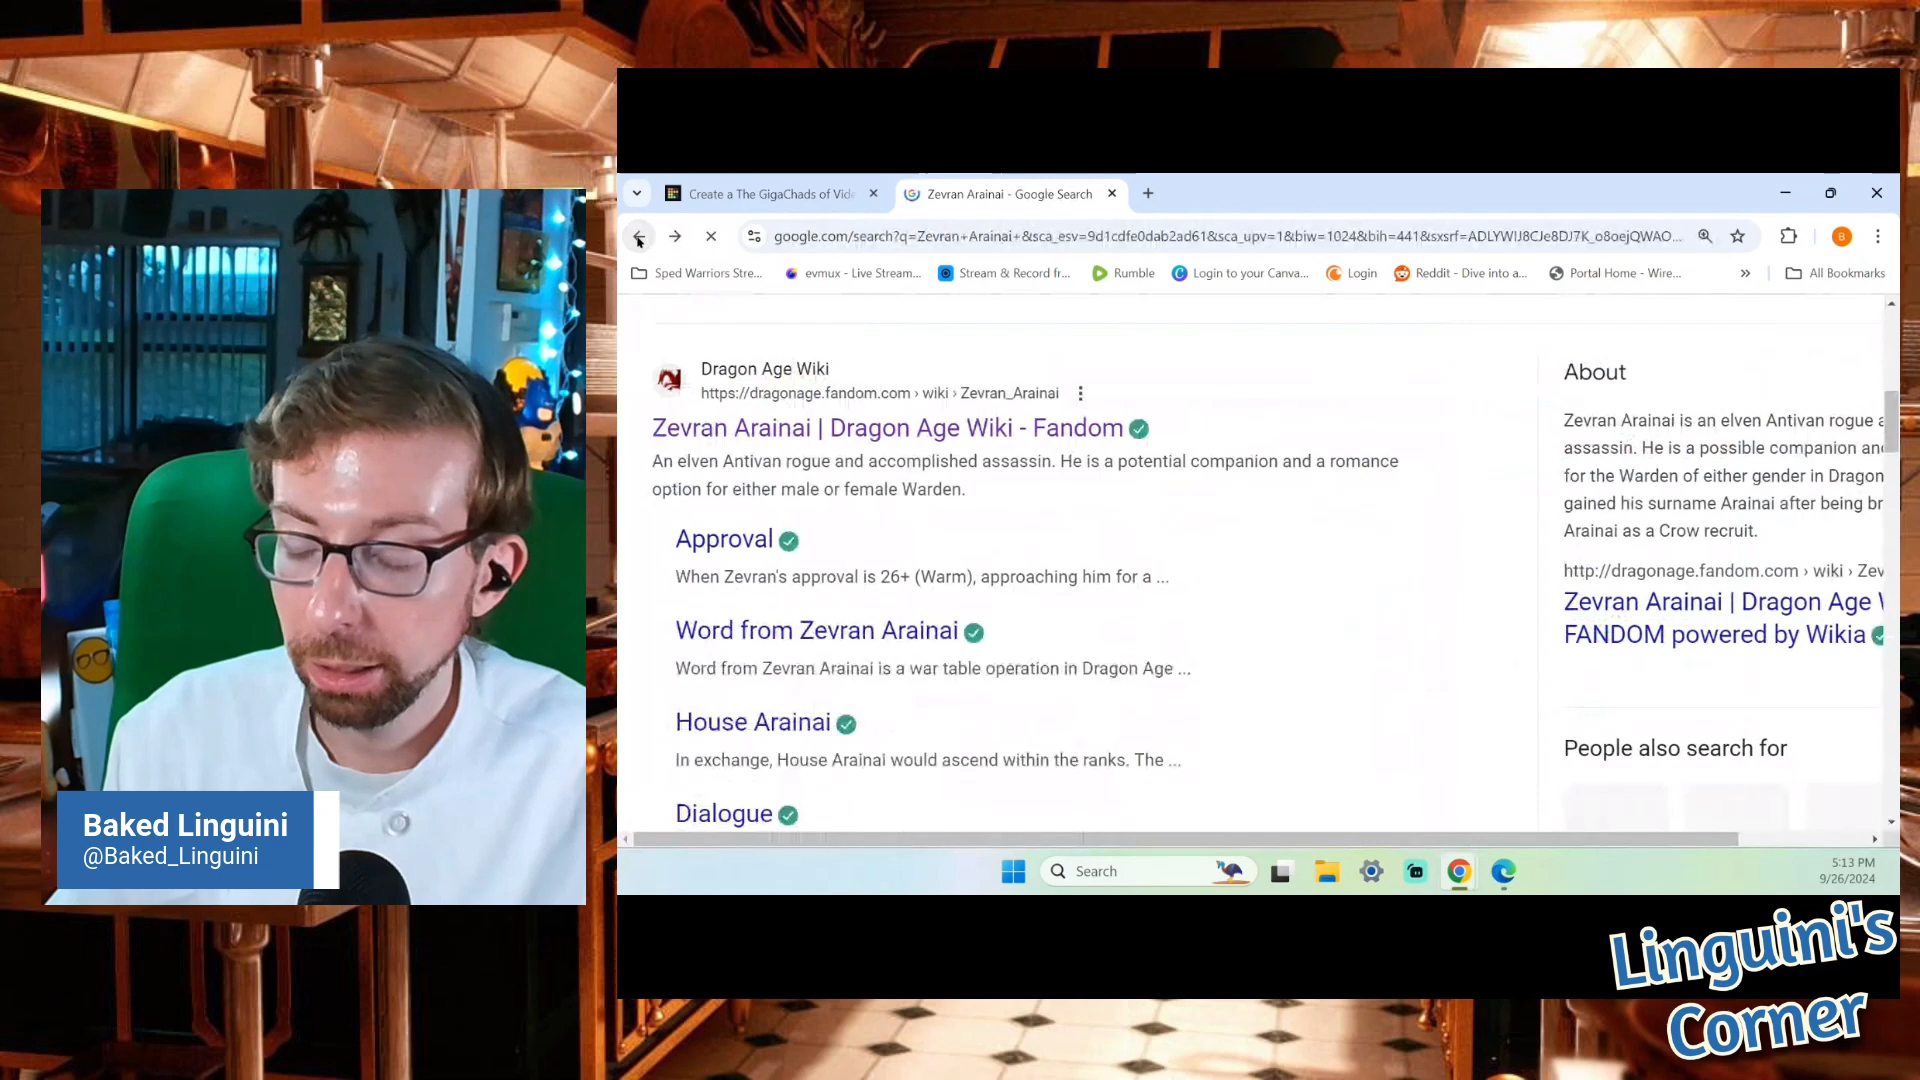 Create a The GigaChads of Vide
Zevran Arainai - Google Search
google.com/search?q=Zevran+Arainai+&sca_esv=9d1cdfe0dab2ad61&sca_upv=1&biw=1024&bih=441&sxsrf=ADLYWIJ8CJe8DJ7K_o8oejQWAO...
B
Sped Warriors Stre...
evmux - Live Stream...
Stream & Record fr...
Rumble
Login to your Canva...
Login
Reddit - Dive into a...
Portal Home - Wire...
All Bookmarks
Dragon Age Wiki
https://dragonage.fandom.com › wiki › Zevran_Arainai
Zevran Arainai | Dragon Age Wiki - Fandom
An elven Antivan rogue and accomplished assassin. He is a potential companion and a romance
option for either male or female Warden.
Approval
When Zevran's approval is 26+ (Warm), approaching him for a ...
Word from Zevran Arainai
Word from Zevran Arainai is a war table operation in Dragon Age ...
House Arainai
In exchange, House Arainai would ascend within the ranks. The ...
Dialogue
About
Zevran Arainai is an elven Antivan rogue a
assassin. He is a possible companion an
for the Warden of either gender in Dragon
gained his surname Arainai after being br
Arainai as a Crow recruit.
http://dragonage.fandom.com › wiki › Zev
Zevran Arainai | Dragon Age W
FANDOM powered by Wikia
People also search for
Search
5:13 PM
9/26/2024
Baked Linguini
@Baked_Linguini
Linguini's
Corner